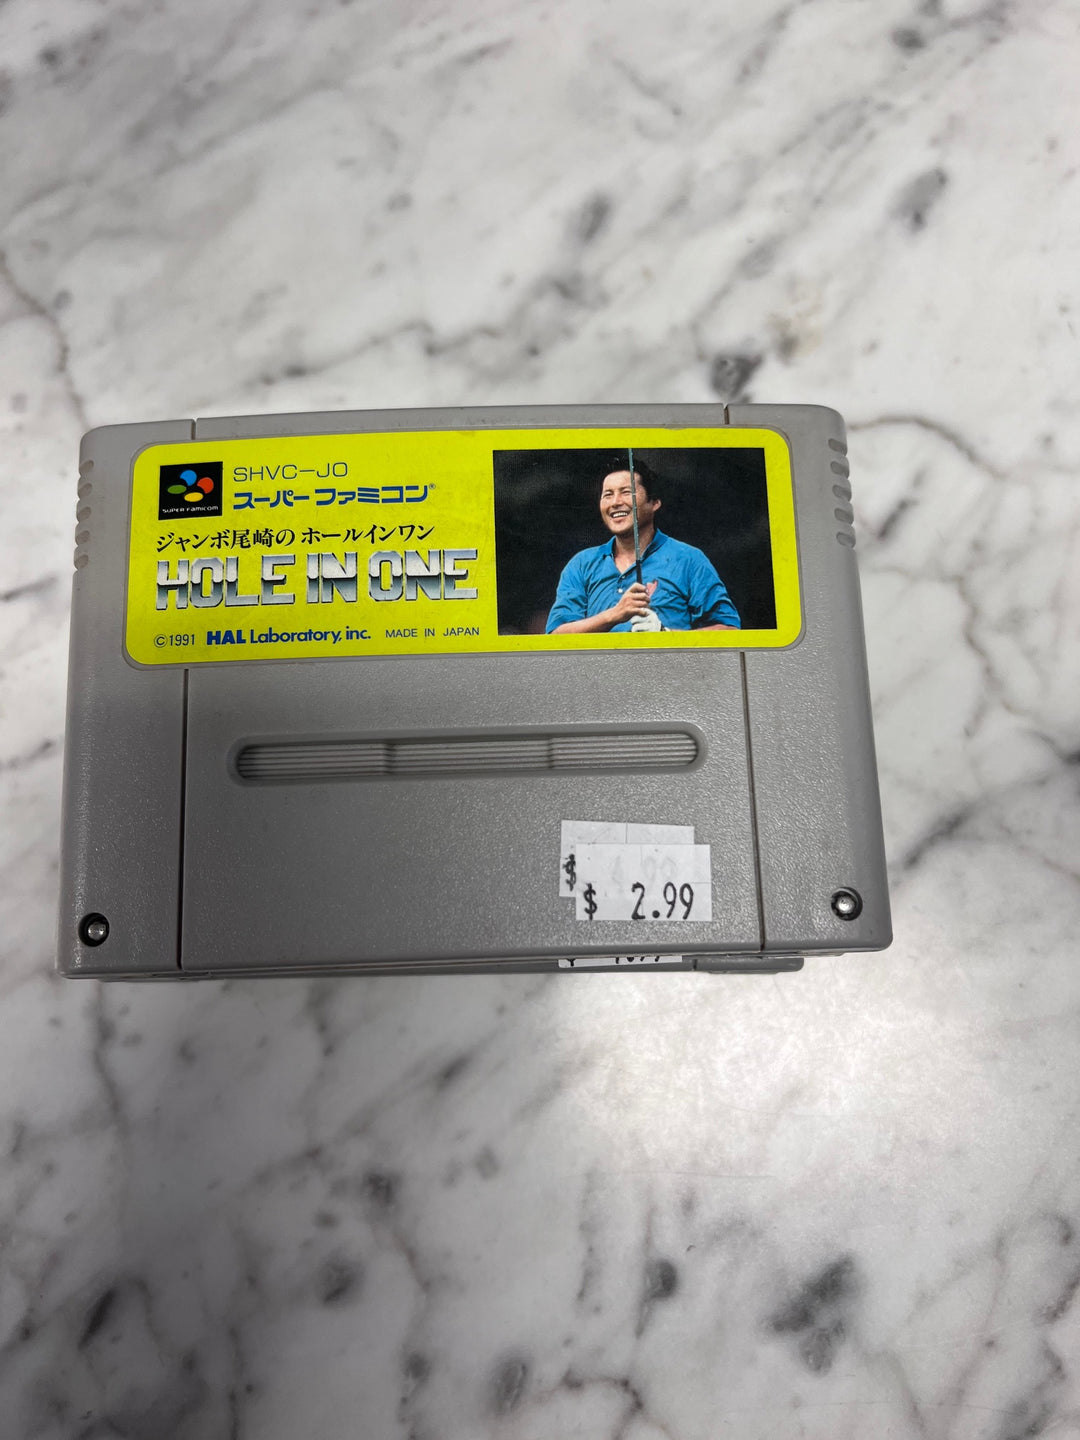 SHVC-JO
スーパーファミコン®
SUPER FAMICOM
ジャンボ尾崎の ホールインワン
HOLE IN ONE
©1991 HAL Laboratory, inc. MADE IN JAPAN
$
$ 2.99